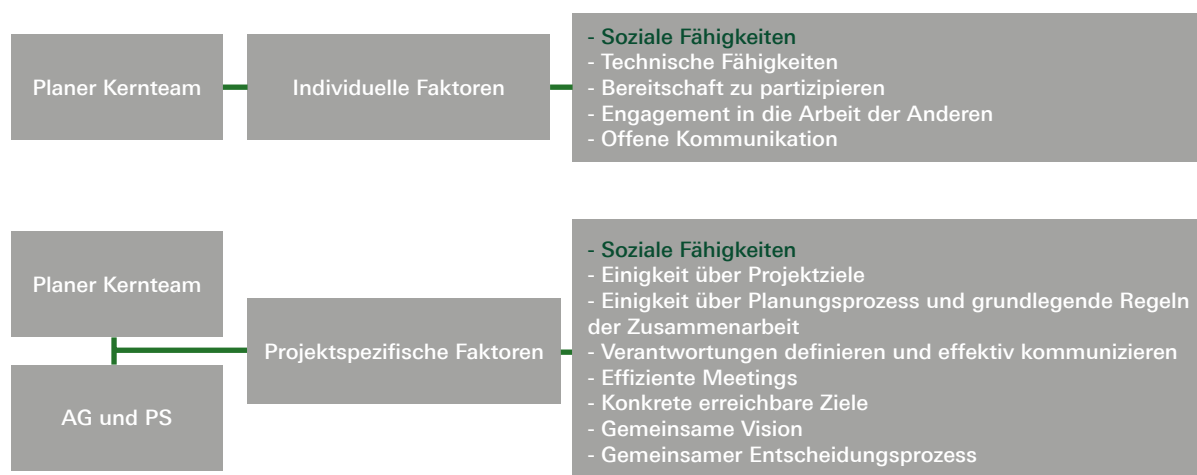 Planer Kernteam
Individuelle Faktoren
- Soziale Fähigkeiten
- Technische Fähigkeiten
- Bereitschaft zu partizipieren
- Engagement in die Arbeit der Anderen
- Offene Kommunikation
Planer Kernteam
AG und PS
Projektspezifische Faktoren
- Soziale Fähigkeiten
- Einigkeit über Projektziele
- Einigkeit über Planungsprozess und grundlegende Regeln
der Zusammenarbeit
- Verantwortungen definieren und effektiv kommunizieren
- Effiziente Meetings
- Konkrete erreichbare Ziele
- Gemeinsame Vision
- Gemeinsamer Entscheidungsprozess